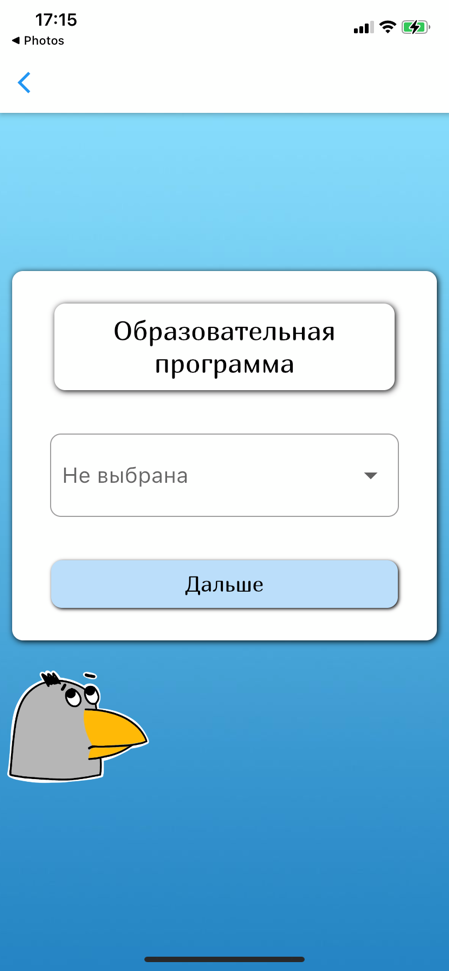 17:15
◀ Photos
Образовательная
программа
Не выбрана
Дальше